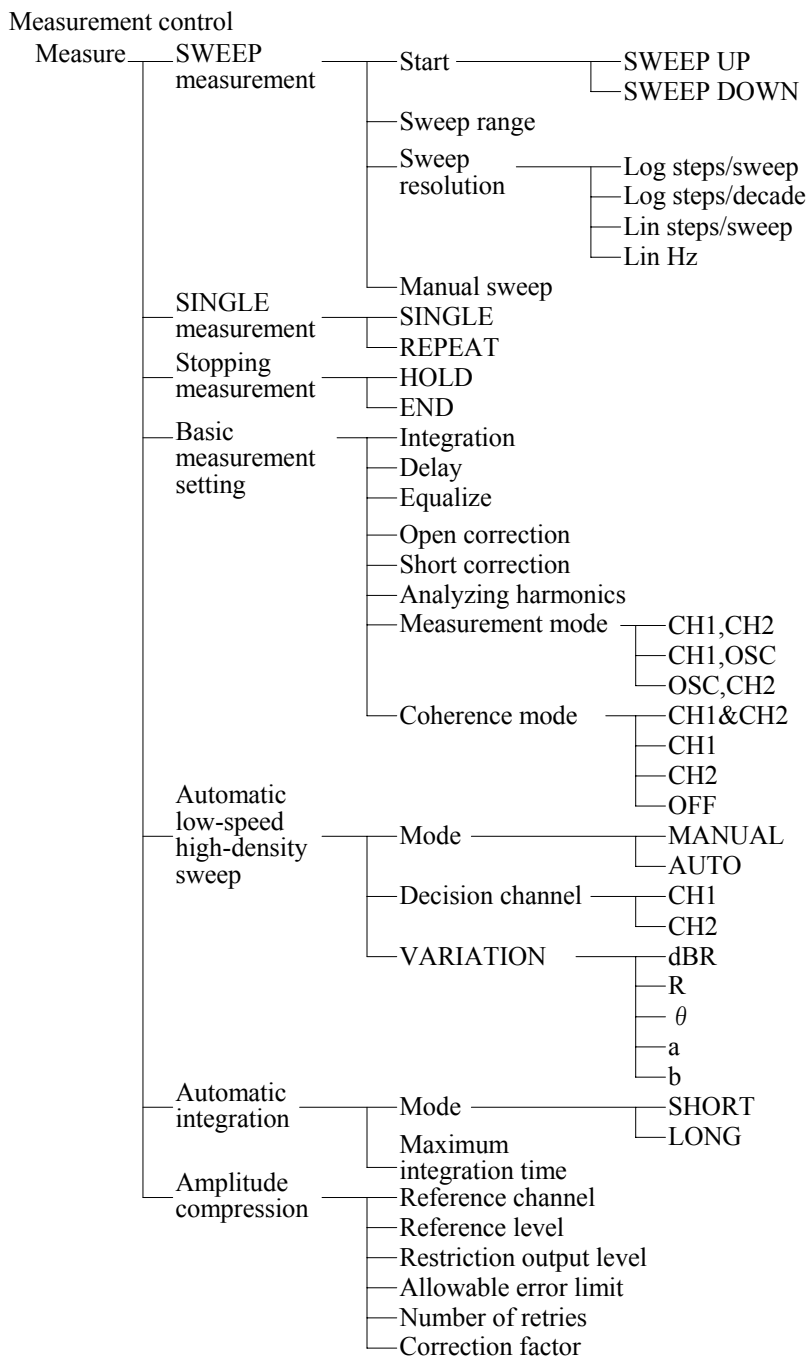 Measurement control
Measure
SWEEP
measurement
Start
SWEEP UP
SWEEP DOWN
Sweep range
Sweep
resolution
Log steps/sweep
Log steps/decade
Lin steps/sweep
Lin Hz
Manual sweep
SINGLE
measurement
SINGLE
REPEAT
Stopping
measurement
HOLD
END
Basic
measurement
setting
Integration
Delay
Equalize
Open correction
Short correction
Analyzing harmonics
Measurement mode
CH1,CH2
CH1,OSC
OSC,CH2
Coherence mode
CH1&CH2
CH1
CH2
OFF
Automatic
low-speed
high-density
sweep
Mode
MANUAL
AUTO
Decision channel
CH1
CH2
VARIATION
dBR
R
θ
a
b
Automatic
integration
Mode
SHORT
LONG
Maximum
integration time
Amplitude
compression
Reference channel
Reference level
Restriction output level
Allowable error limit
Number of retries
Correction factor